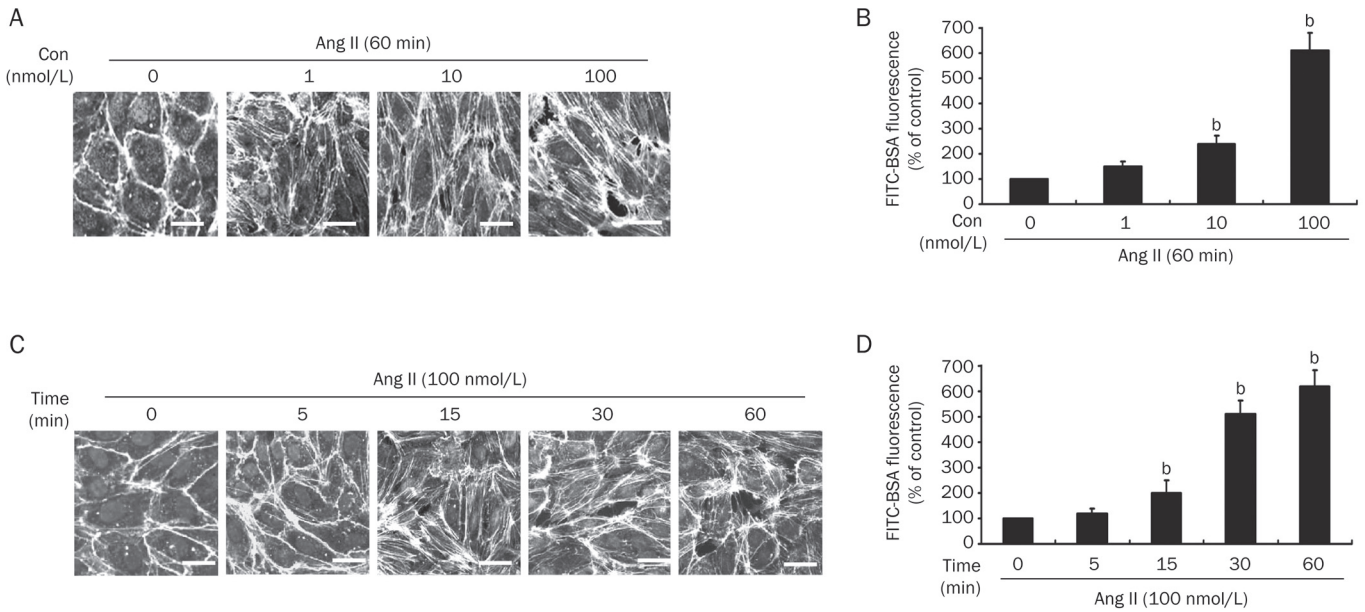 A
Ang II (60 min)
Con
(nmol/L)
0 1 10 100
B
FITC-BSA fluorescence
(% of control)
700
600
500
400
300
200
100
0
b
b
Con
(nmol/L)
0 1 10 100
Ang II (60 min)
C
Ang II (100 nmol/L)
Time
(min)
0 5 15 30 60
D
FITC-BSA fluorescence
(% of control)
700
600
500
400
300
200
100
0
b
b
b
Time
(min)
0 5 15 30 60
Ang II (100 nmol/L)